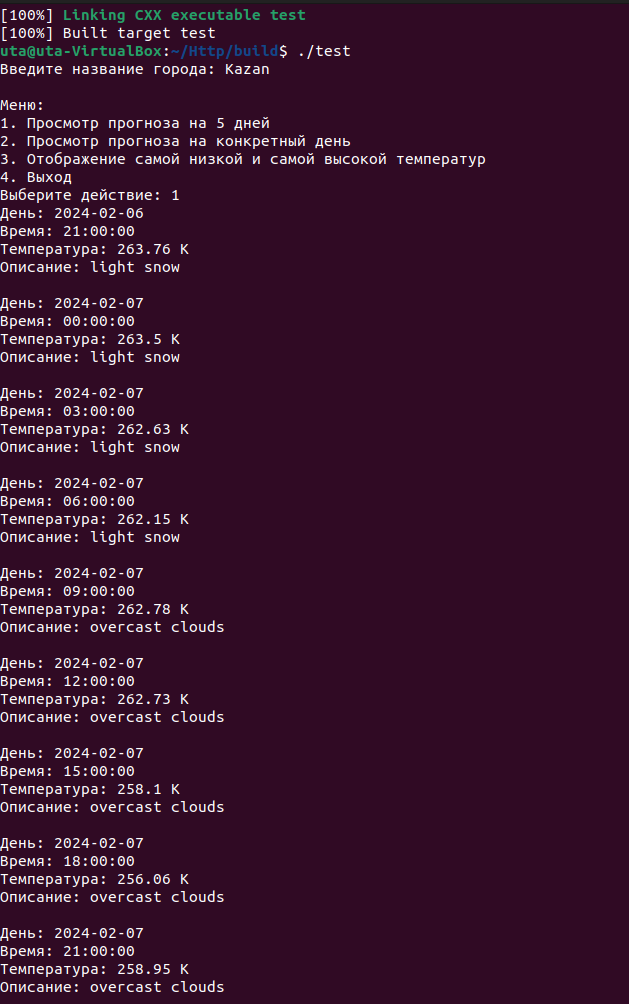 [100%] Linking CXX executable test
[100%] Built target test
uta@uta-VirtualBox:~/Http/build$ ./test
Введите название города: Kazan
Меню:
1. Просмотр прогноза на 5 дней
2. Просмотр прогноза на конкретный день
3. Отображение самой низкой и самой высокой температур
4. Выход
Выберите действие: 1
День: 2024-02-06
Время: 21:00:00
Температура: 263.76 K
Описание: light snow
День: 2024-02-07
Время: 00:00:00
Температура: 263.5 K
Описание: light snow
День: 2024-02-07
Время: 03:00:00
Температура: 262.63 K
Описание: light snow
День: 2024-02-07
Время: 06:00:00
Температура: 262.15 K
Описание: light snow
День: 2024-02-07
Время: 09:00:00
Температура: 262.78 K
Описание: overcast clouds
День: 2024-02-07
Время: 12:00:00
Температура: 262.73 K
Описание: overcast clouds
День: 2024-02-07
Время: 15:00:00
Температура: 258.1 K
Описание: overcast clouds
День: 2024-02-07
Время: 18:00:00
Температура: 256.06 K
Описание: overcast clouds
День: 2024-02-07
Время: 21:00:00
Температура: 258.95 K
Описание: overcast clouds